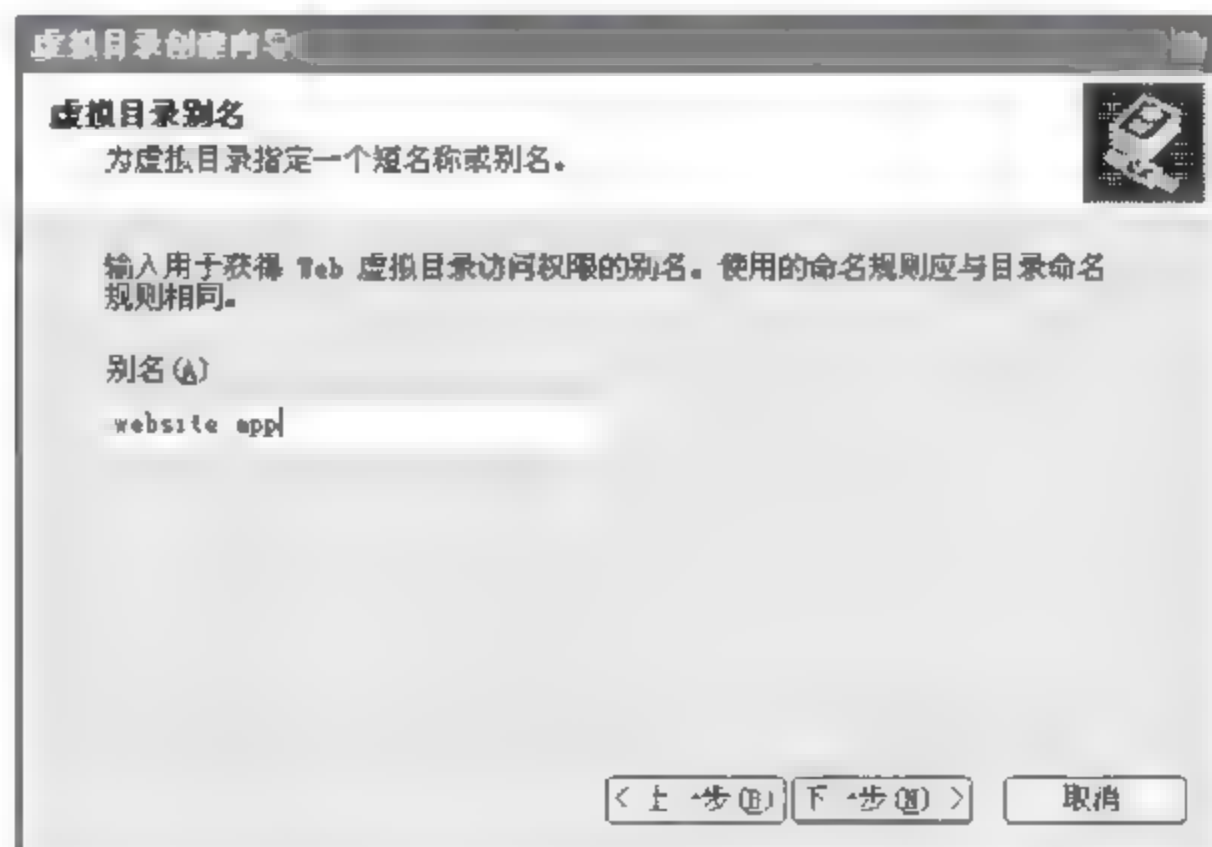 虚拟目录创建向导
虚拟目录别名
为虚拟目录指定一个短名称或别名。
输入用于获得 Web 虚拟目录访问权限的别名。使用的命名规则应与目录命名
规则相同。
别名(A)
website app
< 上一步(B) 下一步(N) > 取消